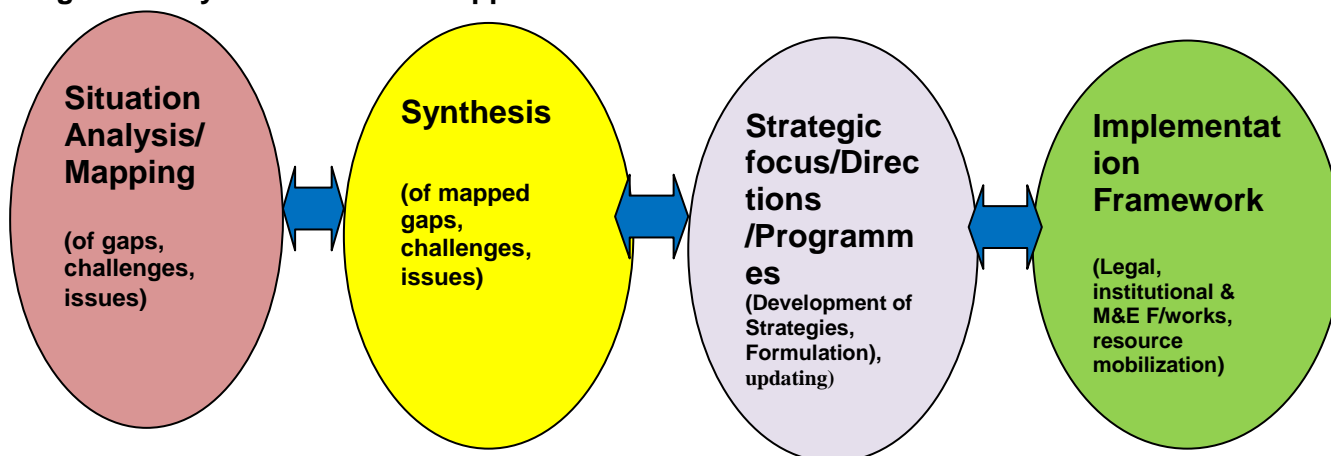 Situation
Analysis/
Mapping
(of gaps,
challenges,
issues)
Synthesis
(of mapped
gaps,
challenges,
issues)
Strategic
focus/Direc
tions
/Programm
es
(Development of
Strategies,
Formulation),
updating)
Implementat
ion
Framework
(Legal,
institutional &
M&E F/works,
resource
mobilization)